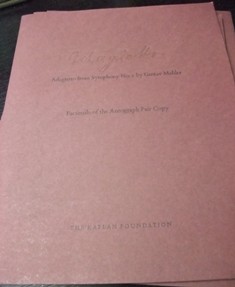 Adagietto from Symphony No. 5 by Gustav Mahler
Facsimile of the Autograph Fair Copy
THE KAPLAN FOUNDATION